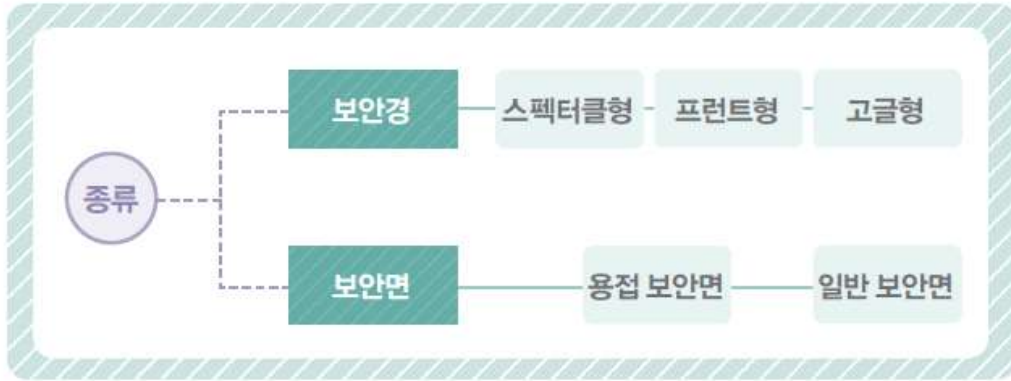 종류
보안경
스펙터클형
프런트형
고글형
보안면
용접 보안면
일반 보안면